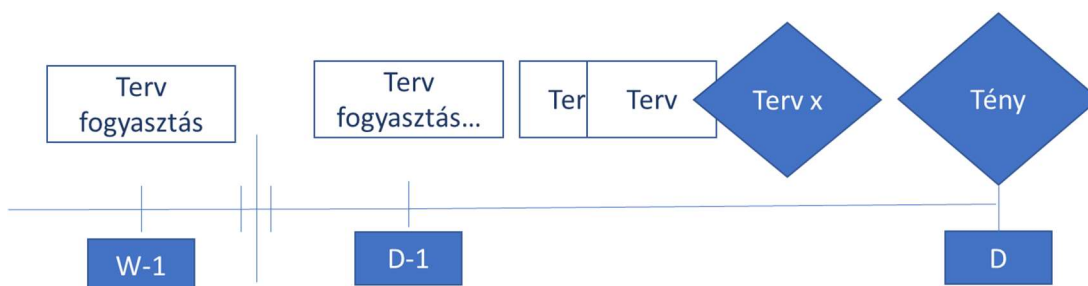 Terv
fogyasztás
Terv
fogyasztás...
Ter
Terv
Terv x
Tény
W-1
D-1
D